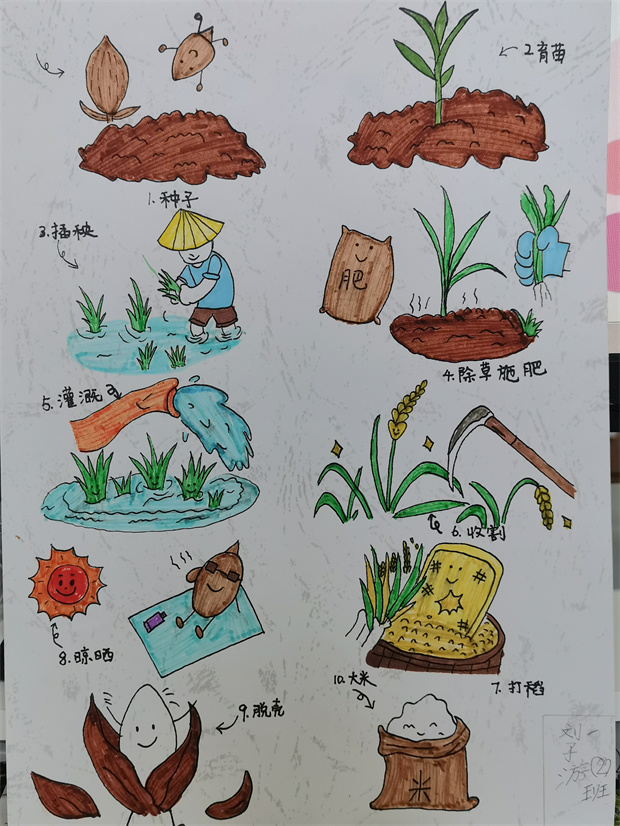 1.种子
2.育苗
3.插秧
肥
4.除草施肥
5.灌溉
6.收割
7.打稻
8.晾晒
9.脱壳
10.大米
米
刘子游
一(2)班